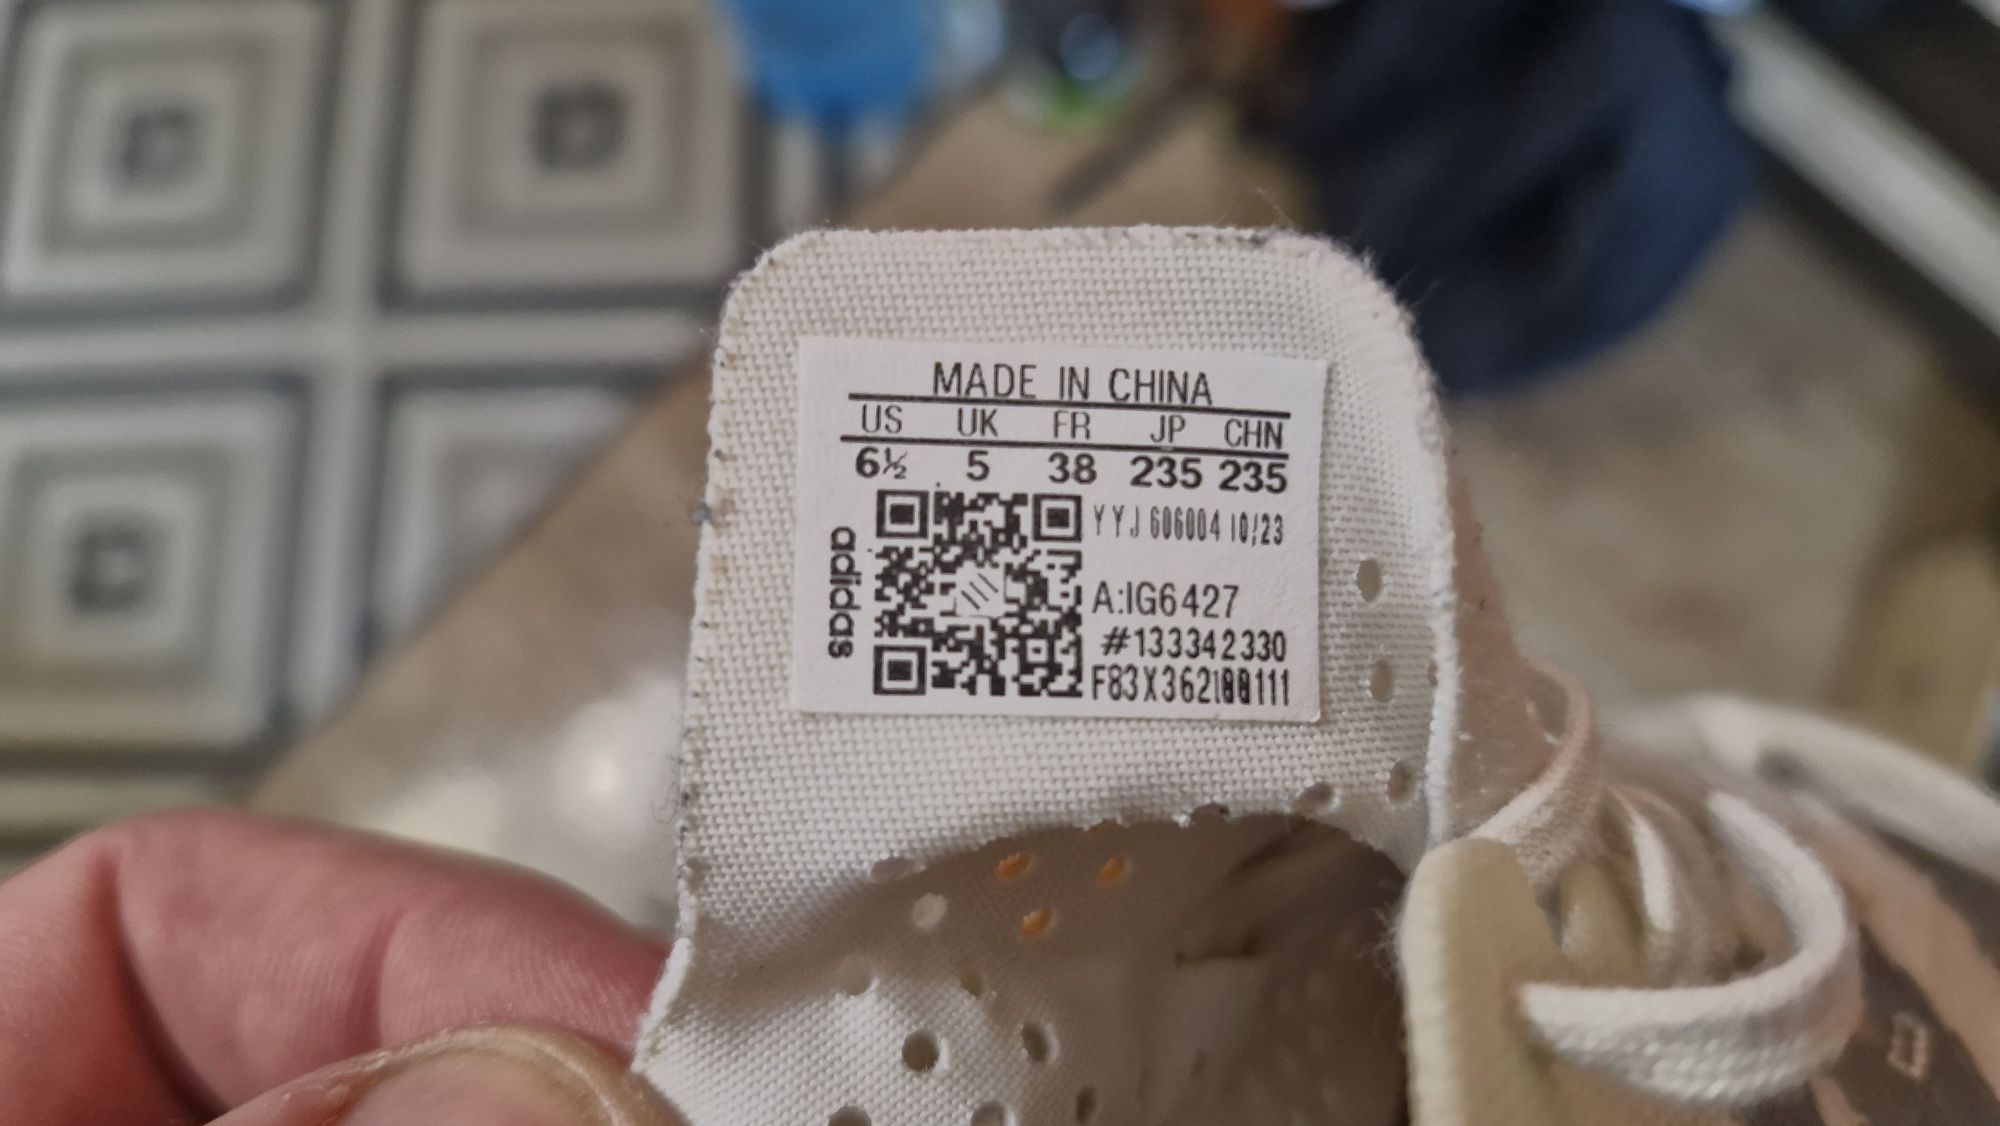 MADE IN CHINA
US UK FR JP CHN
6½ 5 38 235 235
YYJ 606004 10/23
adidas
A:IG6427
#133342330